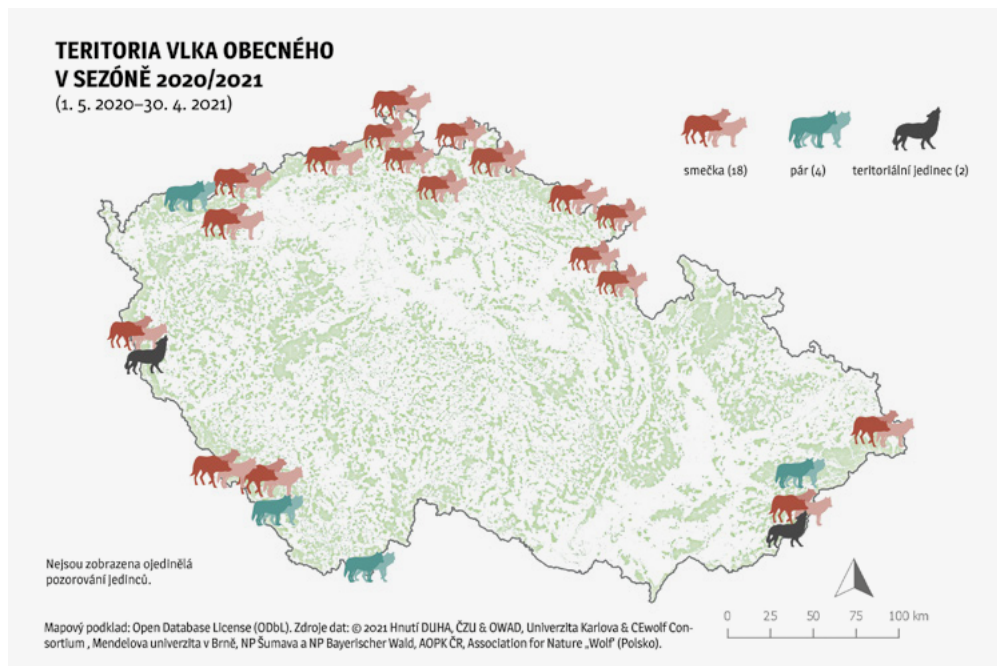 TERITORIA VLKA OBECNÉHO
V SEZÓNĚ 2020/2021
(1. 5. 2020–30. 4. 2021)
smečka (18)
pár (4)
teritoriální jedinec (2)
Nejsou zobrazena ojedinělá
pozorování jedinců.
0 25 50 75 100 km
Mapový podklad: Open Database License (ODbL). Zdroje dat: © 2021 Hnutí DUHA, ČZU & OWAD, Univerzita Karlova & CEwolf Con-
sortium , Mendelova univerzita v Brně, NP Šumava a NP Bayerischer Wald, AOPK ČR, Association for Nature „Wolf" (Polsko).